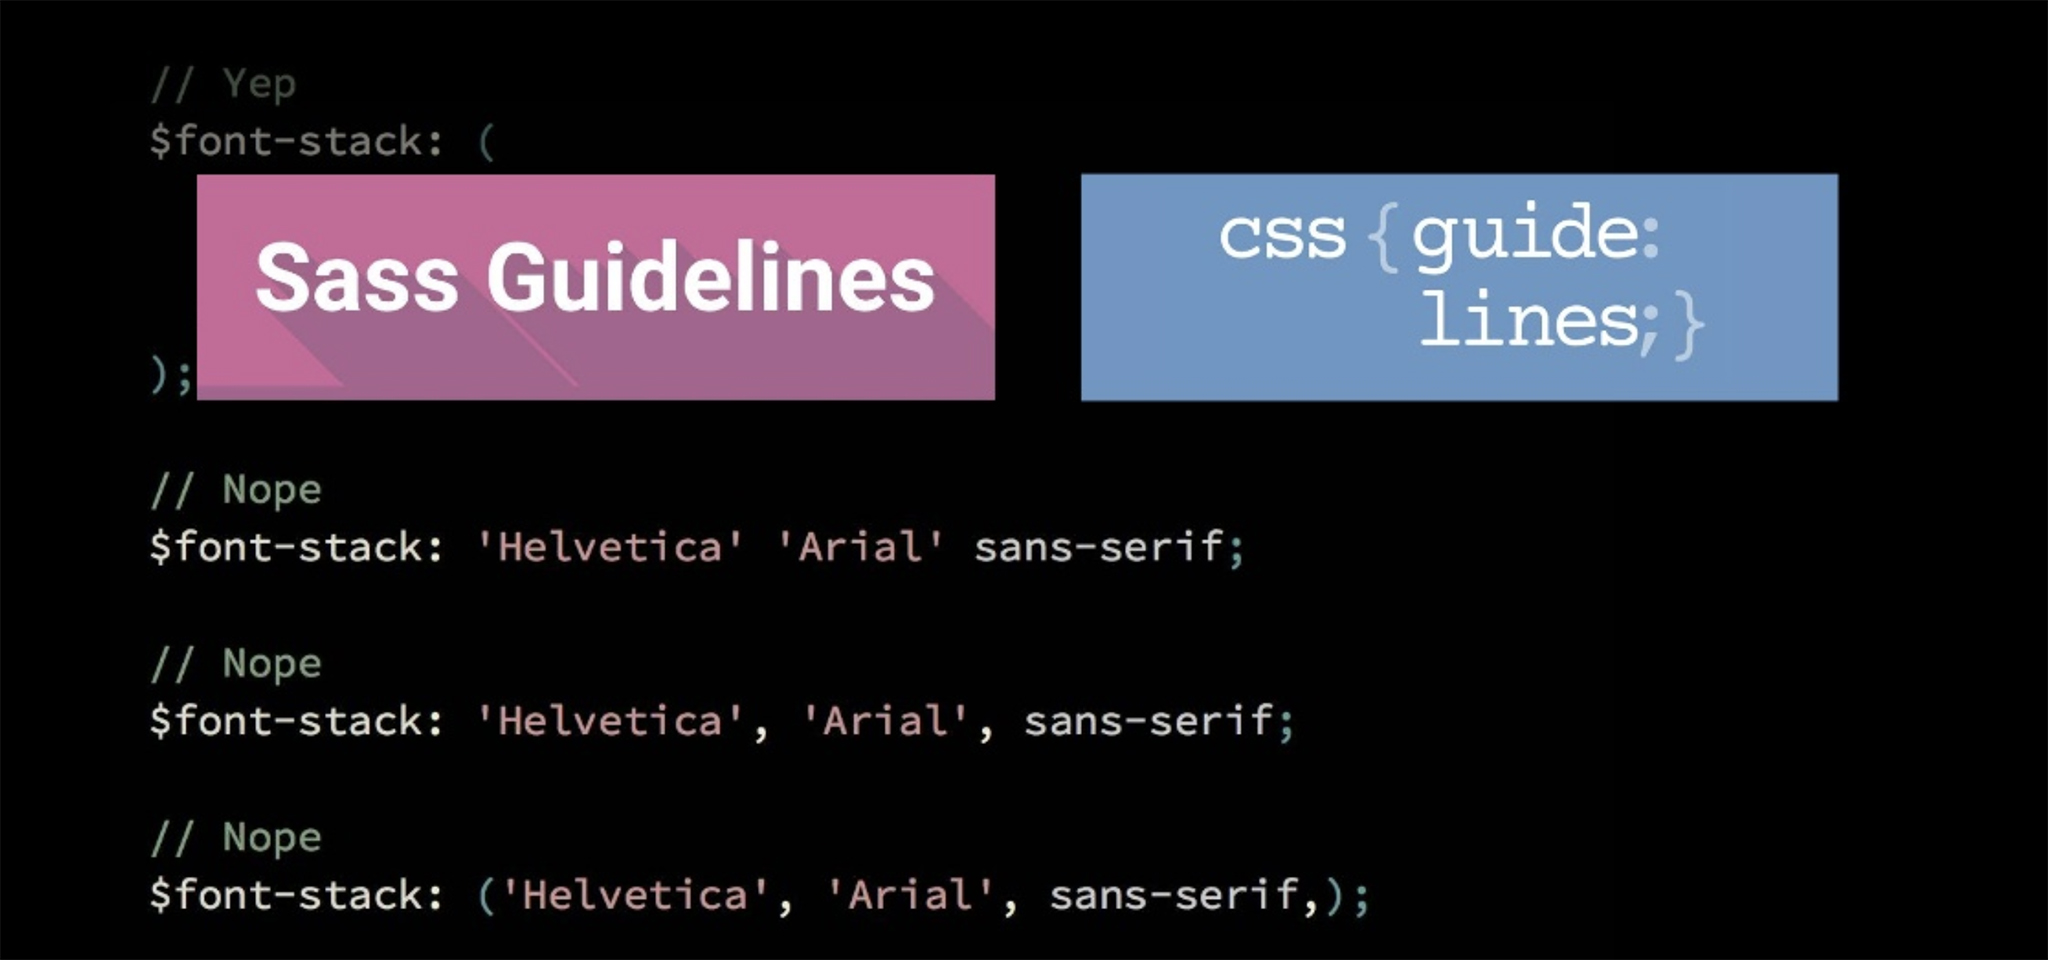 // Yep
$font-stack: (
Sass Guidelines
css {guide:
lines;}
);
// Nope
$font-stack: 'Helvetica' 'Arial' sans-serif;
// Nope
$font-stack: 'Helvetica', 'Arial', sans-serif;
// Nope
$font-stack: ('Helvetica', 'Arial', sans-serif,);